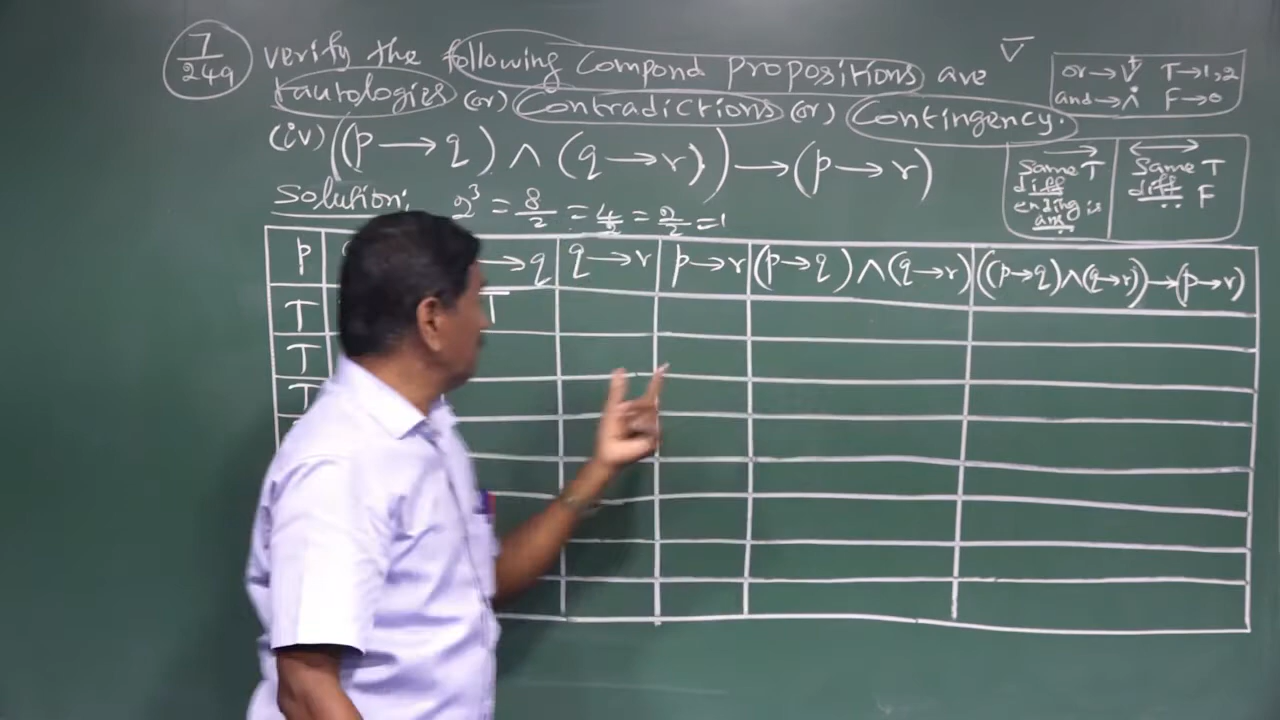 7/249 verify the following Compond propositions are
tautologies (or) Contradictions (or) Contingency.
or → V⁺ T → 1,2
and → ∧ F → 0
(iv) ((p → q) ∧ (q → r)) → (p → r)
→ ↔
Same T Same T
diff diff F
ending is
ans
Solution: 2³ = 8/2 = 4/2 = 2/2 = 1
p → q q → r p → r (p → q) ∧ (q → r) ((p → q) ∧ (q → r)) → (p → r)
T T
T
T